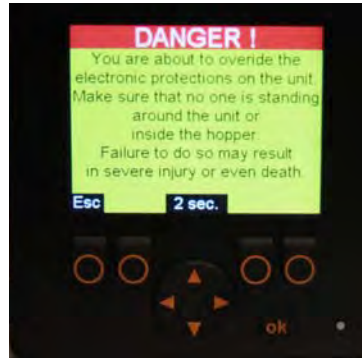 DANGER !
You are about to overide the
electronic protections on the unit.
Make sure that no one is standing
around the unit or
inside the hopper.
Failure to do so may result
in severe injury or even death.
Esc 2 sec.
ok